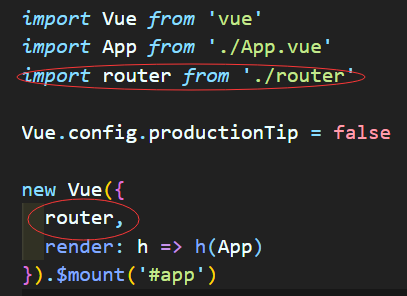 import Vue from 'vue'
import App from './App.vue'
import router from './router'
Vue.config.productionTip = false
new Vue({
router,
render: h => h(App)
}).$mount('#app')